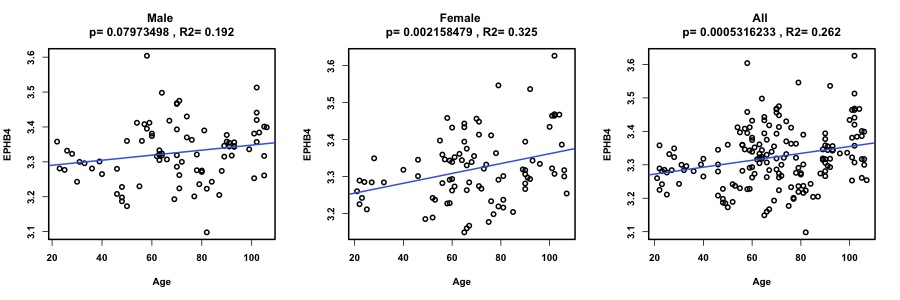 Male
p= 0.07973498 , R2= 0.192
EPHB4
3.6
3.5
3.4
3.3
3.2
3.1
20 40 60 80 100
Age
Female
p= 0.002158479 , R2= 0.325
EPHB4
3.6
3.5
3.4
3.3
3.2
20 40 60 80 100
Age
All
p= 0.0005316233 , R2= 0.262
EPHB4
3.6
3.5
3.4
3.3
3.2
3.1
20 40 60 80 100
Age